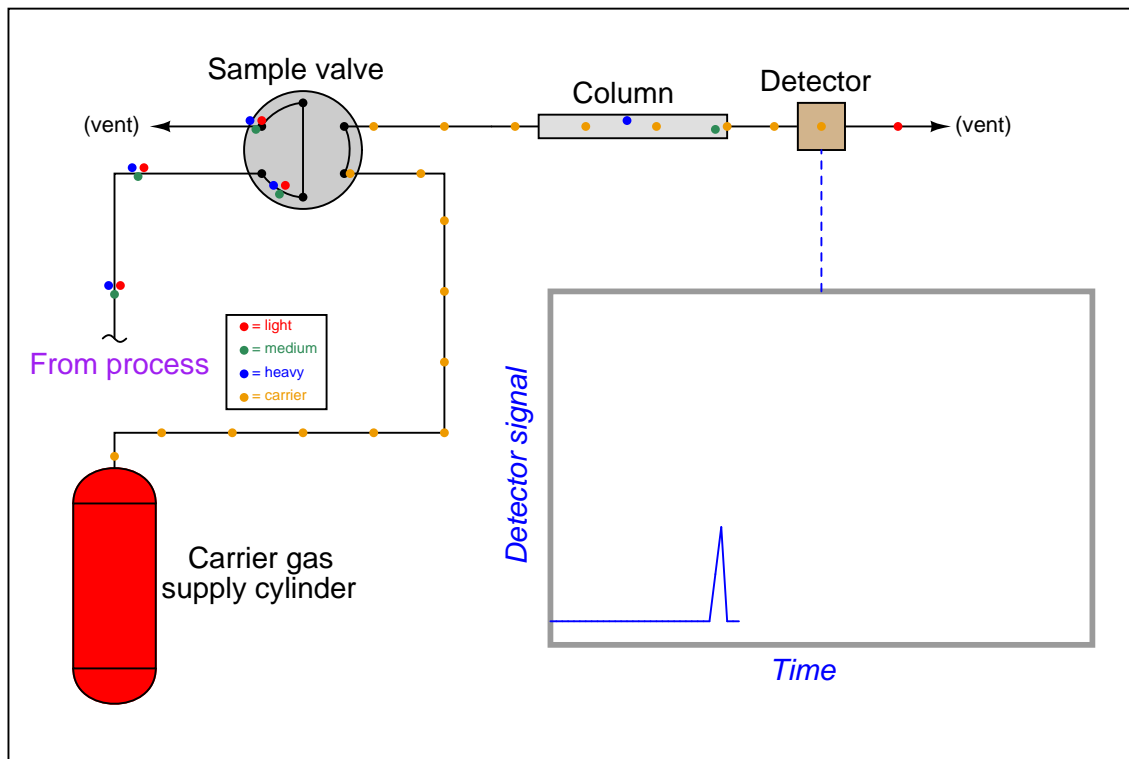 Sample valve
Column
Detector
(vent)
(vent)
From process
= light
= medium
= heavy
= carrier
Detector signal
Carrier gas
supply cylinder
Time